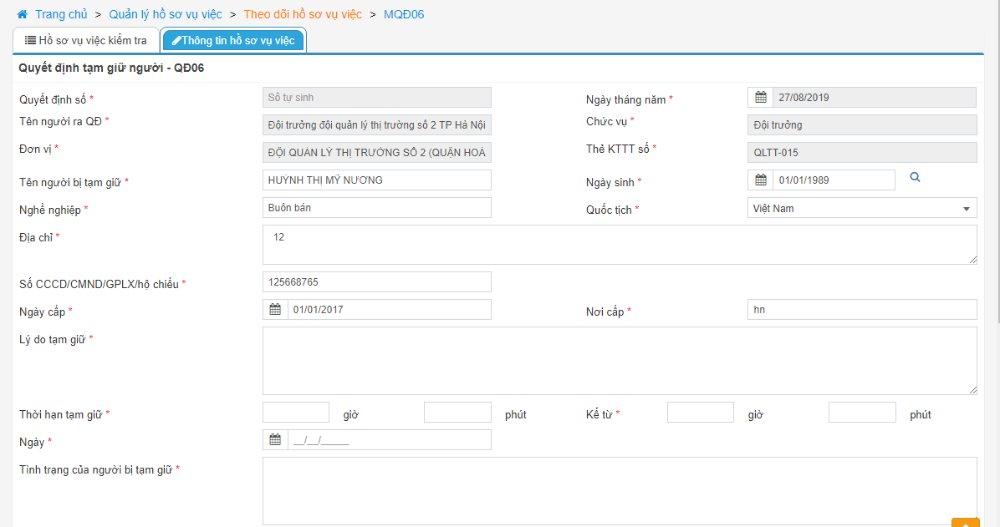 Trang chủ > Quản lý hồ sơ vụ việc > Theo dõi hồ sơ vụ việc > MQĐ06
Hồ sơ vụ việc kiểm tra Thông tin hồ sơ vụ việc
Quyết định tạm giữ người - QĐ06
Quyết định số * Số tự sinh Ngày tháng năm * 27/08/2019
Tên người ra QĐ * Đội trưởng đội quản lý thị trường số 2 TP Hà Nội Chức vụ * Đội trưởng
Đơn vị * ĐỘI QUẢN LÝ THỊ TRƯỜNG SỐ 2 (QUẬN HOÀ Thẻ KTTT số * QLTT-015
Tên người bị tạm giữ * HUỲNH THỊ MỸ NƯƠNG Ngày sinh * 01/01/1989
Nghề nghiệp * Buôn bán Quốc tịch * Việt Nam
Địa chỉ * 12
Số CCCD/CMND/GPLX/hộ chiếu * 125668765
Ngày cấp * 01/01/2017 Nơi cấp * hn
Lý do tạm giữ *
Thời hạn tạm giữ * giờ phút Kể từ * giờ phút
Ngày * __/__/____
Tình trạng của người bị tạm giữ *